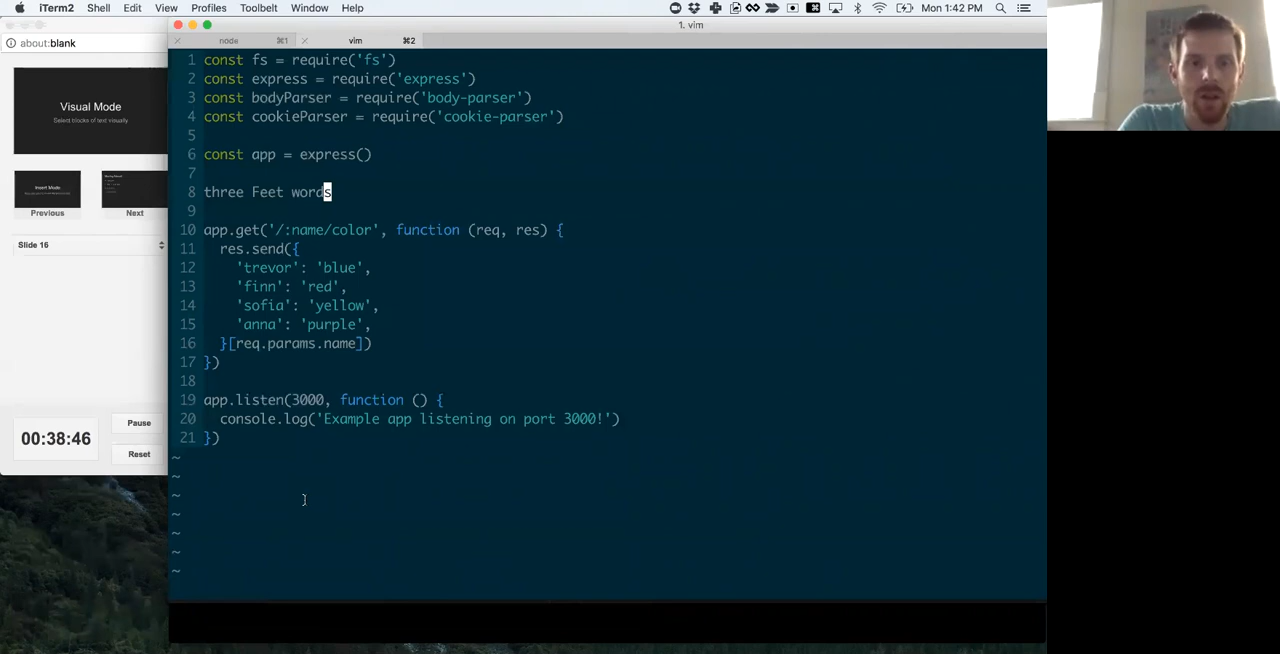 iTerm2 Shell Edit View Profiles Toolbelt Window Help Mon 1:42 PM
1. vim
about:blank
node ⌘1 vim ⌘2
Visual Mode
Select blocks of text visually
Previous Next
Slide 16
Pause
00:38:46
Reset
1 const fs = require('fs')
2 const express = require('express')
3 const bodyParser = require('body-parser')
4 const cookieParser = require('cookie-parser')
5
6 const app = express()
7
8 three Feet words
9
10 app.get('/:name/color', function (req, res) {
11   res.send({
12     'trevor': 'blue',
13     'finn': 'red',
14     'sofia': 'yellow',
15     'anna': 'purple',
16   }[req.params.name])
17 })
18
19 app.listen(3000, function () {
20   console.log('Example app listening on port 3000!')
21 })
~
~
~
~
~
~
~